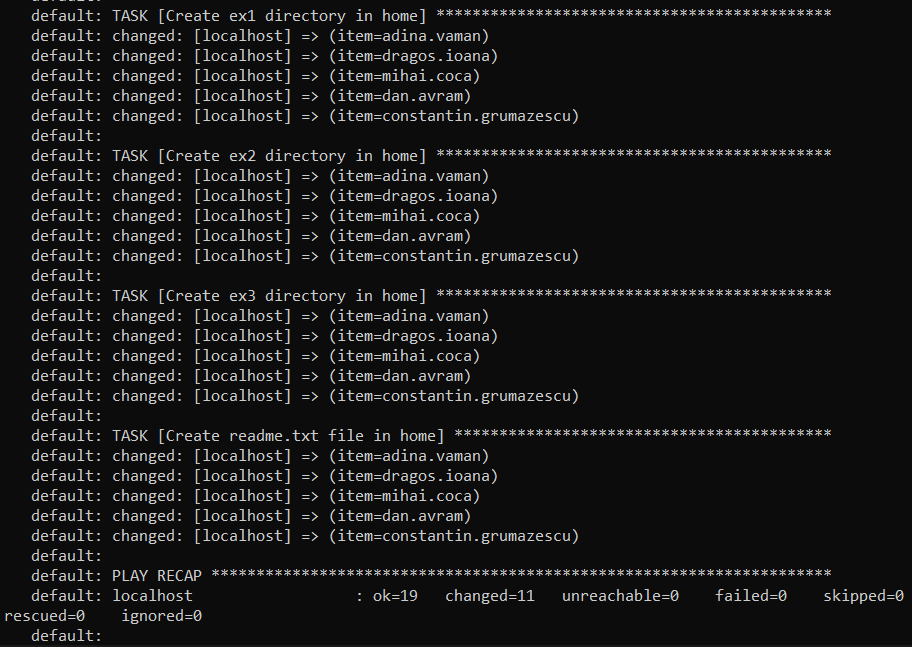 default: TASK [Create ex1 directory in home] ********************************************
default: changed: [localhost] => (item=adina.vaman)
default: changed: [localhost] => (item=dragos.ioana)
default: changed: [localhost] => (item=mihai.coca)
default: changed: [localhost] => (item=dan.avram)
default: changed: [localhost] => (item=constantin.grumazescu)
default:
default: TASK [Create ex2 directory in home] ********************************************
default: changed: [localhost] => (item=adina.vaman)
default: changed: [localhost] => (item=dragos.ioana)
default: changed: [localhost] => (item=mihai.coca)
default: changed: [localhost] => (item=dan.avram)
default: changed: [localhost] => (item=constantin.grumazescu)
default:
default: TASK [Create ex3 directory in home] ********************************************
default: changed: [localhost] => (item=adina.vaman)
default: changed: [localhost] => (item=dragos.ioana)
default: changed: [localhost] => (item=mihai.coca)
default: changed: [localhost] => (item=dan.avram)
default: changed: [localhost] => (item=constantin.grumazescu)
default:
default: TASK [Create readme.txt file in home] ******************************************
default: changed: [localhost] => (item=adina.vaman)
default: changed: [localhost] => (item=dragos.ioana)
default: changed: [localhost] => (item=mihai.coca)
default: changed: [localhost] => (item=dan.avram)
default: changed: [localhost] => (item=constantin.grumazescu)
default:
default: PLAY RECAP *********************************************************************
default: localhost                  : ok=19   changed=11   unreachable=0    failed=0    skipped=0
rescued=0    ignored=0
default: